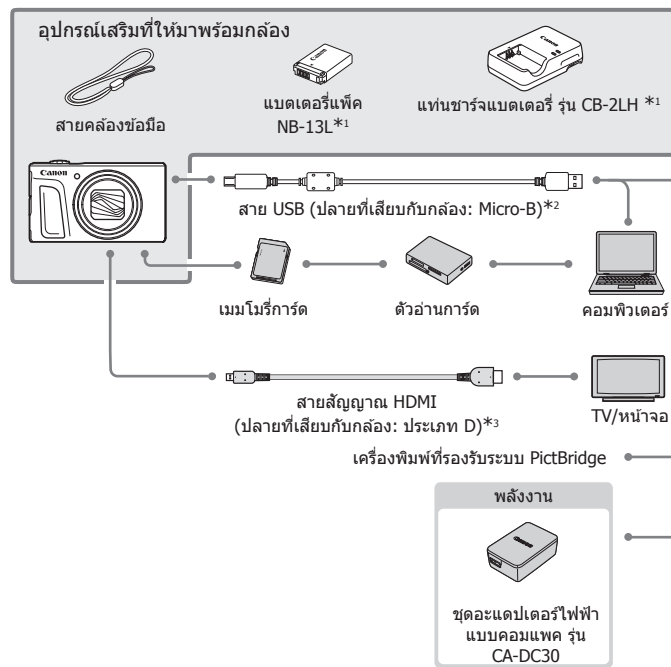 อุปกรณ์เสริมที่ให้มาพร้อมกล้อง
สายคล้องข้อมือ
แบตเตอรี่แพ็ค
NB-13L*1
Canon
แท่นชาร์จแบตเตอรี่ รุ่น CB-2LH *1
Canon
สาย USB (ปลายที่เสียบกับกล้อง: Micro-B)*2
เมมโมรี่การ์ด
ตัวอ่านการ์ด
คอมพิวเตอร์
สายสัญญาณ HDMI
(ปลายที่เสียบกับกล้อง: ประเภท D)*3
TV/หน้าจอ
เครื่องพิมพ์ที่รองรับระบบ PictBridge
พลังงาน
Canon
ชุดอะแดปเตอร์ไฟฟ้า
แบบคอมแพค รุ่น
CA-DC30